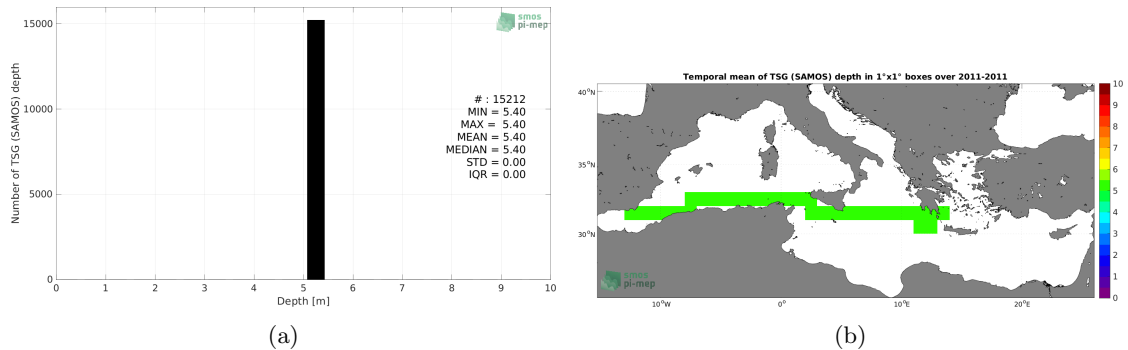 smos
pi-mep
15000
10000
5000
0
Number of TSG (SAMOS) depth
# : 15212
MIN = 5.40
MAX = 5.40
MEAN = 5.40
MEDIAN = 5.40
STD = 0.00
IQR = 0.00
0 1 2 3 4 5 6 7 8 9 10
Depth [m]
(a)
Temporal mean of TSG (SAMOS) depth in 1°x1° boxes over 2011-2011
40°N
35°N
30°N
10°W 0° 10°E 20°E
smos
pi-mep
10
9
8
7
6
5
4
3
2
1
0
(b)